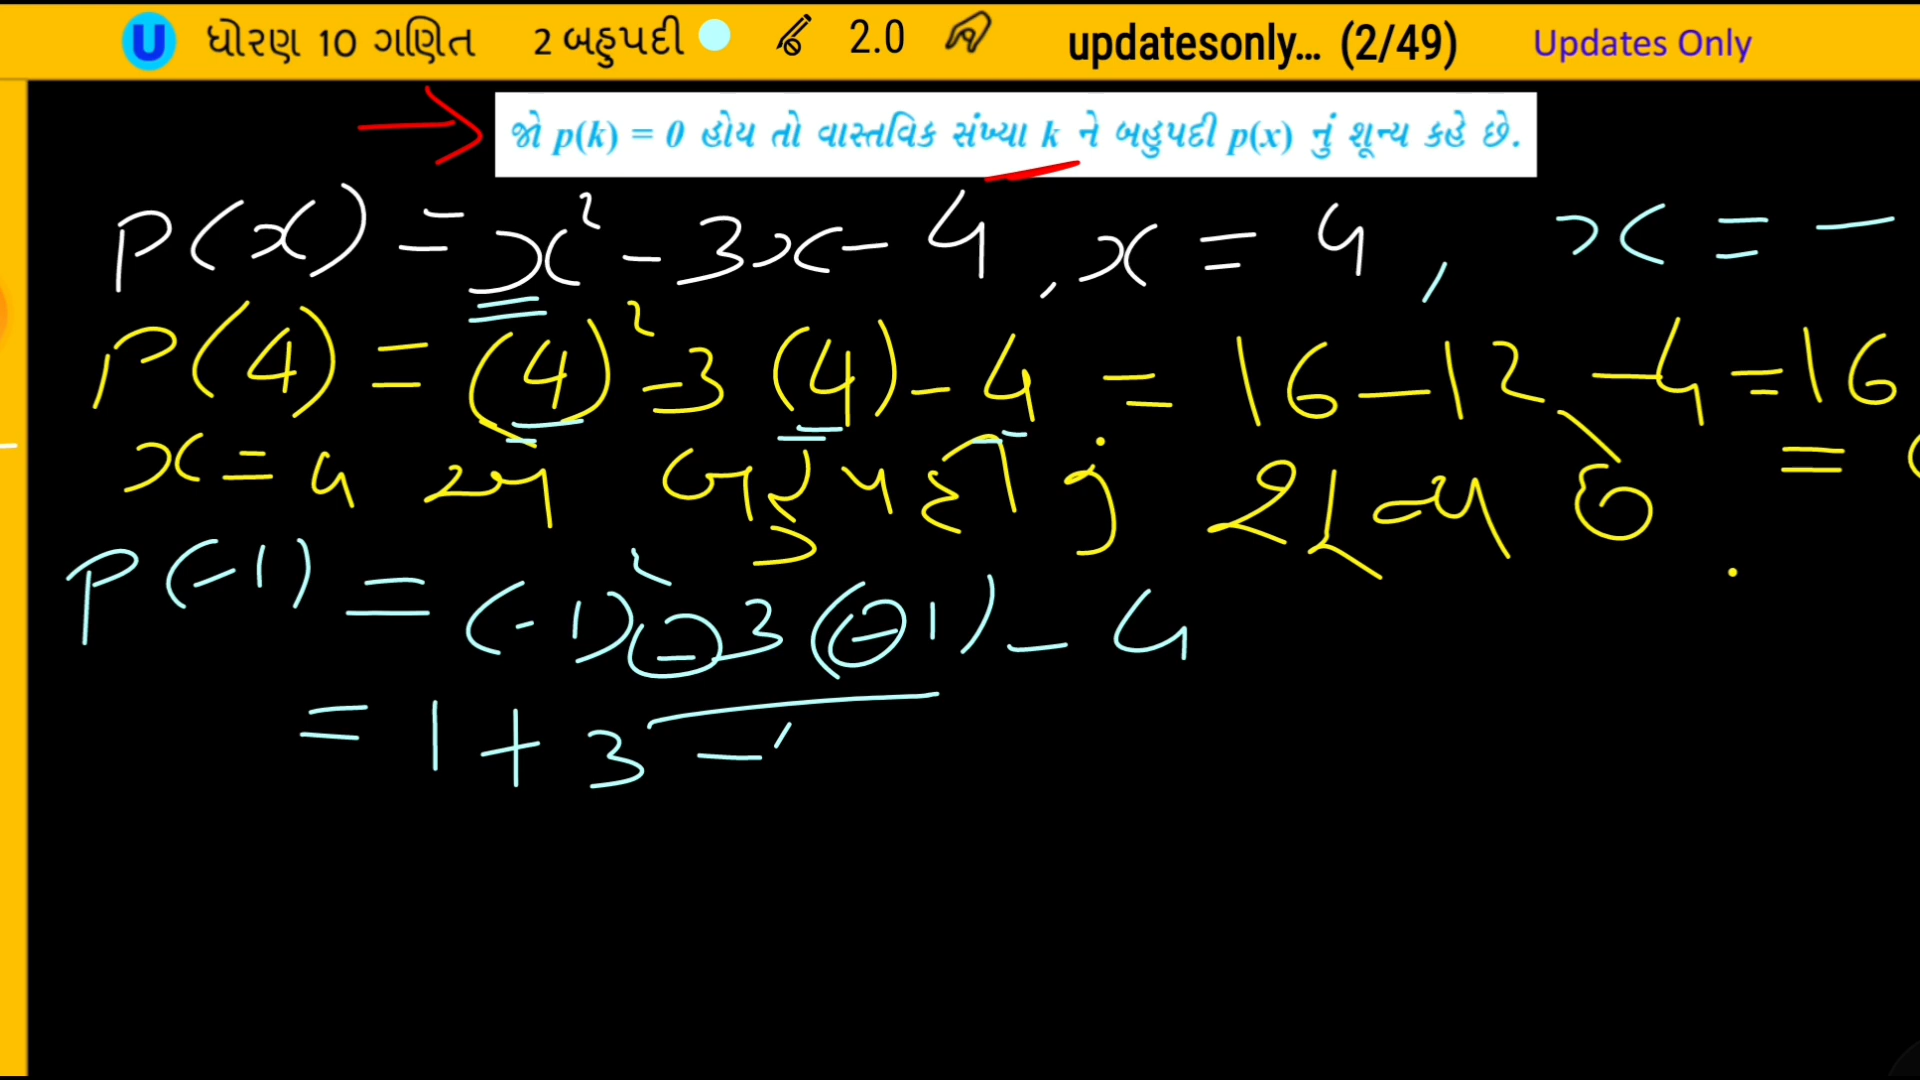 U ધોરણ 10 ગણિત 2 બહુપદી 2.0 updatesonly... (2/49) Updates Only
જો p(k) = 0 હોય તો વાસ્તવિક સંખ્યા k ને બહુપદી p(x) નું શૂન્ય કહે છે.
P(x) = x² - 3x - 4 , x = 4 , x = -
P(4) = (4)² - 3 (4) - 4 = 16 - 12 - 4 = 16
x = 4 એ બહુપદી નું શૂન્ય છે . =
P(-1) = (-1)² - 3 (-1) - 4
= 1 + 3 -